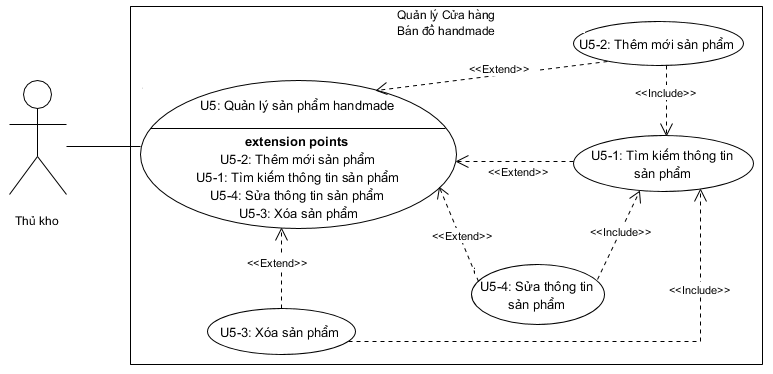 Quản lý Cửa hàng
Bán đồ handmade
U5-2: Thêm mới sản phẩm
<<Extend>>
<<Include>>
U5: Quản lý sản phẩm handmade
extension points
U5-2: Thêm mới sản phẩm
U5-1: Tìm kiếm thông tin sản phẩm
U5-4: Sửa thông tin sản phẩm
U5-3: Xóa sản phẩm
U5-1: Tìm kiếm thông tin
sản phẩm
<<Extend>>
Thủ kho
<<Include>>
<<Extend>>
<<Extend>>
U5-4: Sửa thông tin
sản phẩm
<<Include>>
U5-3: Xóa sản phẩm